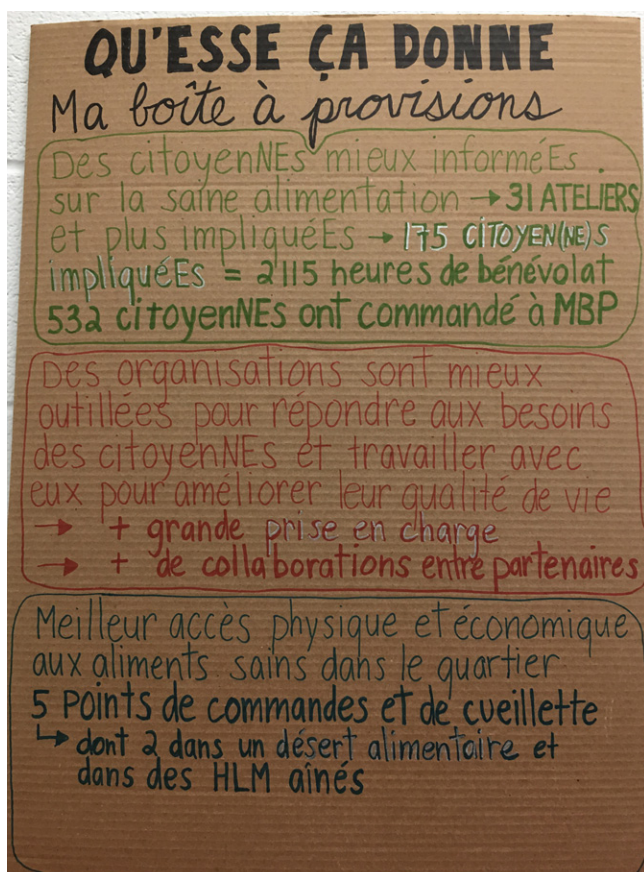 QU'ESSE ÇA DONNE
Ma boîte à provisions
Des citoyenNEs mieux informéEs.
sur la saine alimentation → 31 ATELIERS
et plus impliquéEs → 175 CITOYEN(NE)S
impliquéEs = 2115 heures de bénévolat
532 citoyenNEs ont commandé à MBP
Des organisations sont mieux
outillées pour répondre aux besoins
des citoyenNEs et travailler avec
eux pour améliorer leur qualité de vie
→ + grande prise en charge
→ + de collaborations entre partenaires
Meilleur accès physique et économique
aux aliments sains dans le quartier
5 Points de commandes et de cueillette
↳ dont 2 dans un désert alimentaire et
dans des HLM aînés